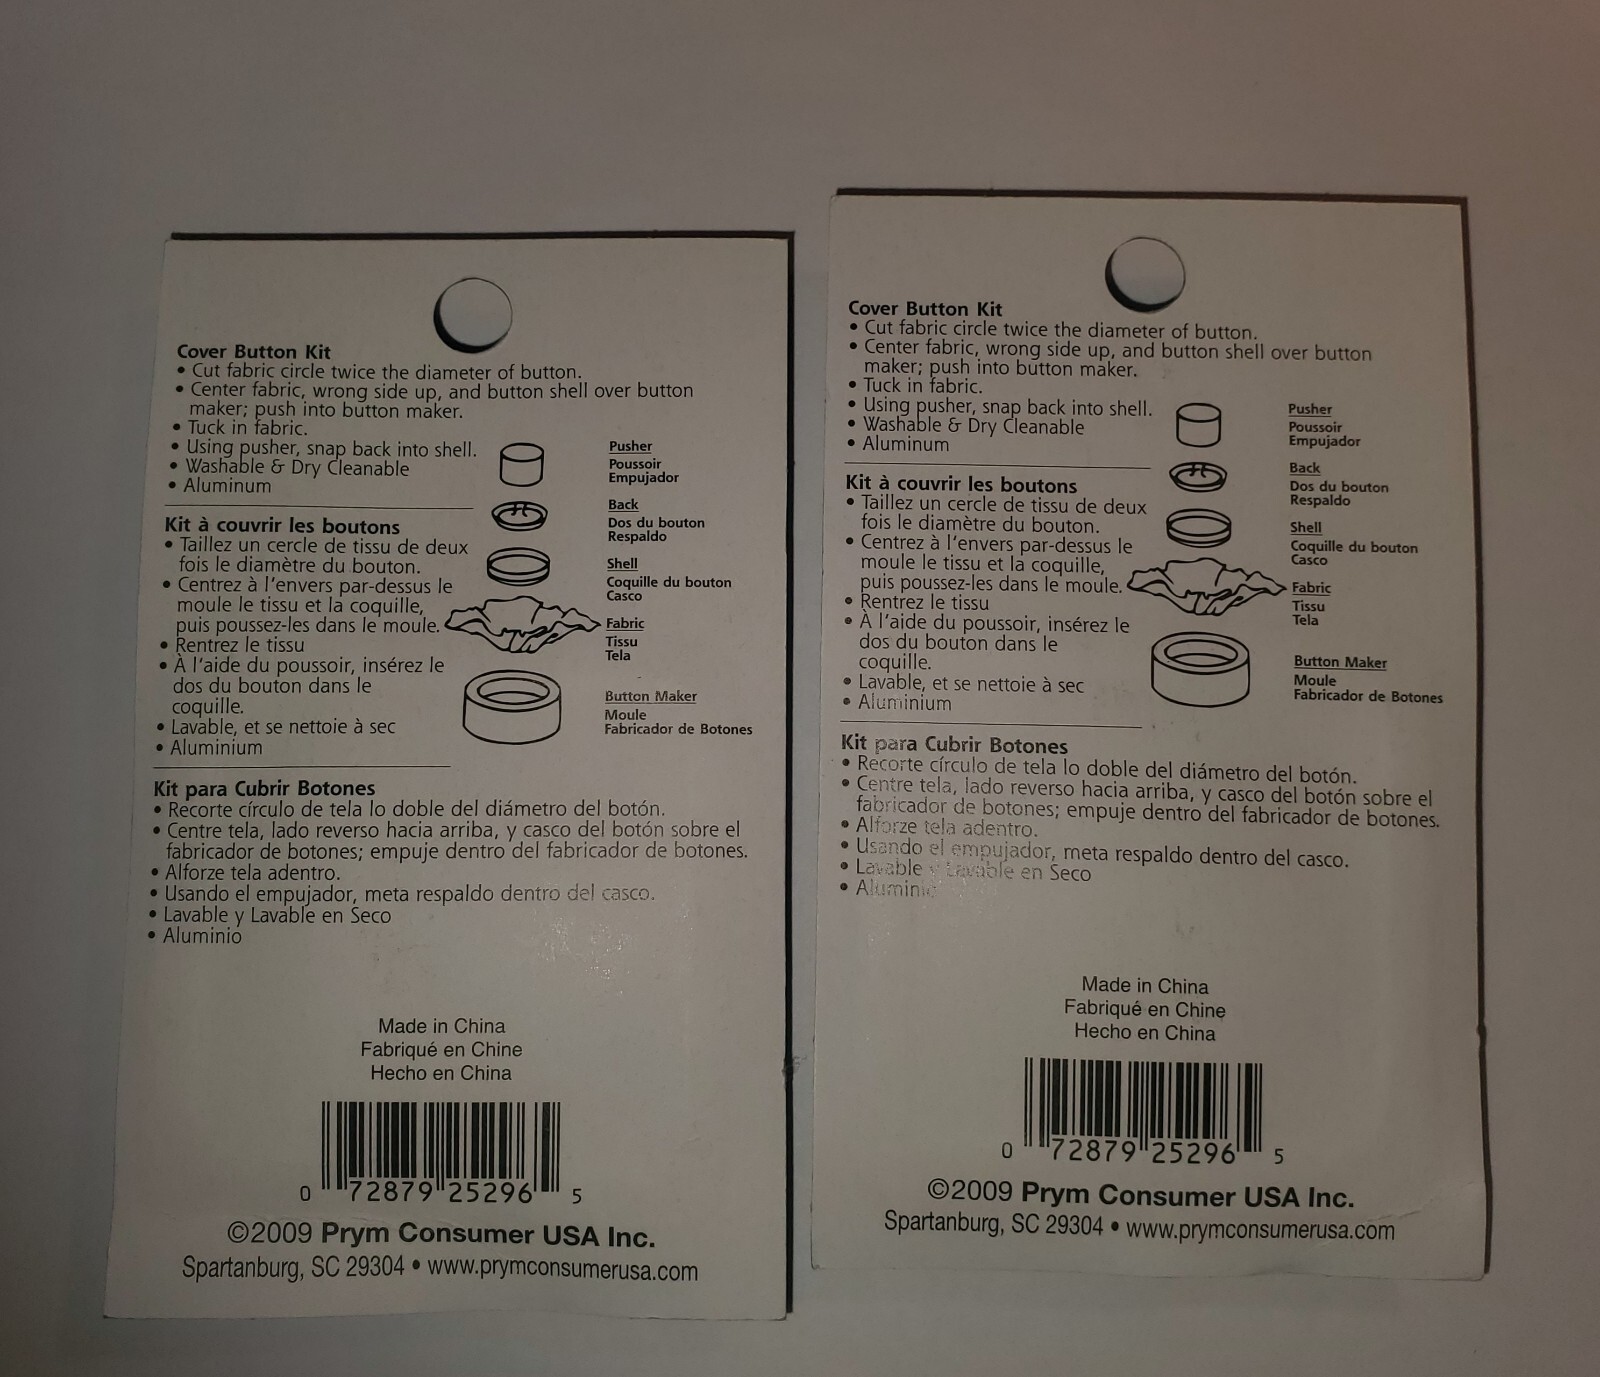 Cover Button Kit
• Cut fabric circle twice the diameter of button.
• Center fabric, wrong side up, and button shell over button
maker; push into button maker.
• Tuck in fabric.
• Using pusher, snap back into shell.
• Washable & Dry Cleanable
• Aluminum
Pusher
Poussoir
Empujador
Back
Dos du bouton
Respaldo
Shell
Coquille du bouton
Casco
Fabric
Tissu
Tela
Button Maker
Moule
Fabricador de Botones
Kit à couvrir les boutons
• Taillez un cercle de tissu de deux
fois le diamètre du bouton.
• Centrez à l'envers par-dessus le
moule le tissu et la coquille,
puis poussez-les dans le moule.
• Rentrez le tissu
• À l'aide du poussoir, insérez le
dos du bouton dans le
coquille.
• Lavable, et se nettoie à sec
• Aluminium
Kit para Cubrir Botones
• Recorte círculo de tela lo doble del diámetro del botón.
• Centre tela, lado reverso hacia arriba, y casco del botón sobre el
fabricador de botones; empuje dentro del fabricador de botones.
• Alforze tela adentro.
• Usando el empujador, meta respaldo dentro del casco.
• Lavable y Lavable en Seco
• Aluminio
Made in China
Fabriqué en Chine
Hecho en China
0 72879 25296 5
©2009 Prym Consumer USA Inc.
Spartanburg, SC 29304 • www.prymconsumerusa.com
Cover Button Kit
• Cut fabric circle twice the diameter of button.
• Center fabric, wrong side up, and button shell over button
maker; push into button maker.
• Tuck in fabric.
• Using pusher, snap back into shell.
• Washable & Dry Cleanable
• Aluminum
Pusher
Poussoir
Empujador
Back
Dos du bouton
Respaldo
Shell
Coquille du bouton
Casco
Fabric
Tissu
Tela
Button Maker
Moule
Fabricador de Botones
Kit à couvrir les boutons
• Taillez un cercle de tissu de deux
fois le diamètre du bouton.
• Centrez à l'envers par-dessus le
moule le tissu et la coquille,
puis poussez-les dans le moule.
• Rentrez le tissu
• À l'aide du poussoir, insérez le
dos du bouton dans le
coquille.
• Lavable, et se nettoie à sec
• Aluminium
Kit para Cubrir Botones
• Recorte círculo de tela lo doble del diámetro del botón.
• Centre tela, lado reverso hacia arriba, y casco del botón sobre el
fabricador de botones; empuje dentro del fabricador de botones.
• Alforze tela adentro.
• Usando el empujador, meta respaldo dentro del casco.
• Lavable y Lavable en Seco
• Aluminio
Made in China
Fabriqué en Chine
Hecho en China
0 72879 25296 5
©2009 Prym Consumer USA Inc.
Spartanburg, SC 29304 • www.prymconsumerusa.com